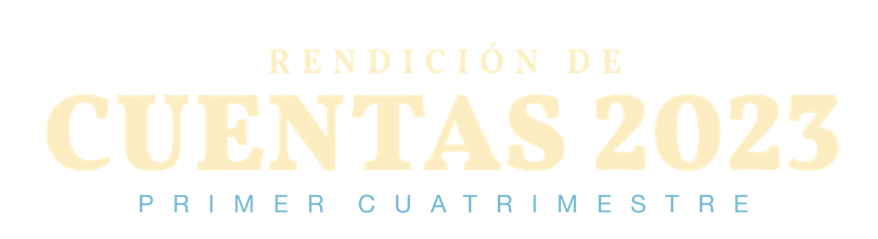 RENDICIÓN DE
CUENTAS 2023
PRIMER CUATRIMESTRE